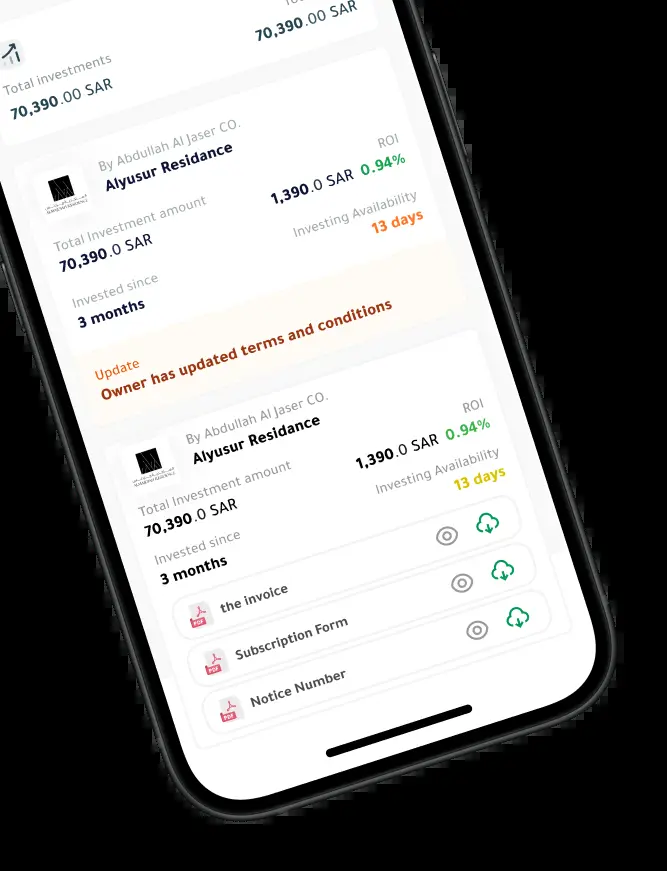 Total investments
70,390.00 SAR
70,390.00 SAR
By Abdullah Al Jaser CO.
Alyusur Residance
Total Investment amount
70,390.0 SAR
ROI
1,390.0 SAR 0.94%
Invested since
3 months
Investing Availability
13 days
Update
Owner has updated terms and conditions
By Abdullah Al Jaser CO.
Alyusur Residance
Total Investment amount
70,390.0 SAR
ROI
1,390.0 SAR 0.94%
Invested since
3 months
Investing Availability
13 days
PDF the invoice
PDF Subscription Form
PDF Notice Number